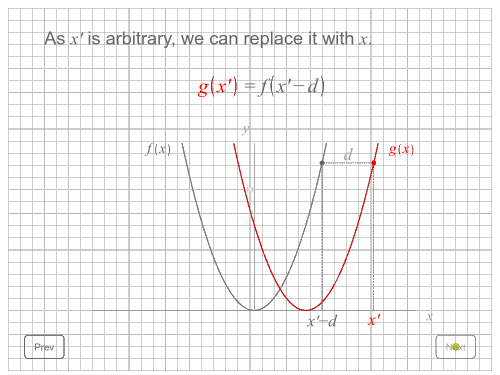 As x' is arbitrary, we can replace it with x.
g(x') = f(x'−d)
y
f(x)
d
g(x)
x'−d
x'
x
Prev
Next